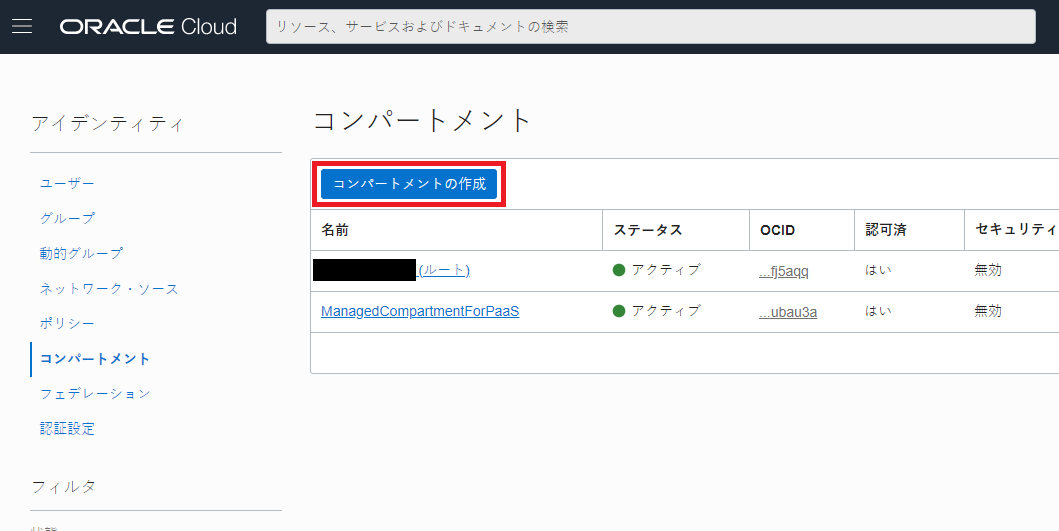 ORACLE Cloud
リソース、サービスおよびドキュメントの検索
アイデンティティ
ユーザー
グループ
動的グループ
ネットワーク・ソース
ポリシー
コンパートメント
フェデレーション
認証設定
フィルタ
コンパートメント
コンパートメントの作成
名前 ステータス OCID 認可済 セキュリティ
(ルート) アクティブ ...fj5aqq はい 無効
ManagedCompartmentForPaaS アクティブ ...ubau3a はい 無効